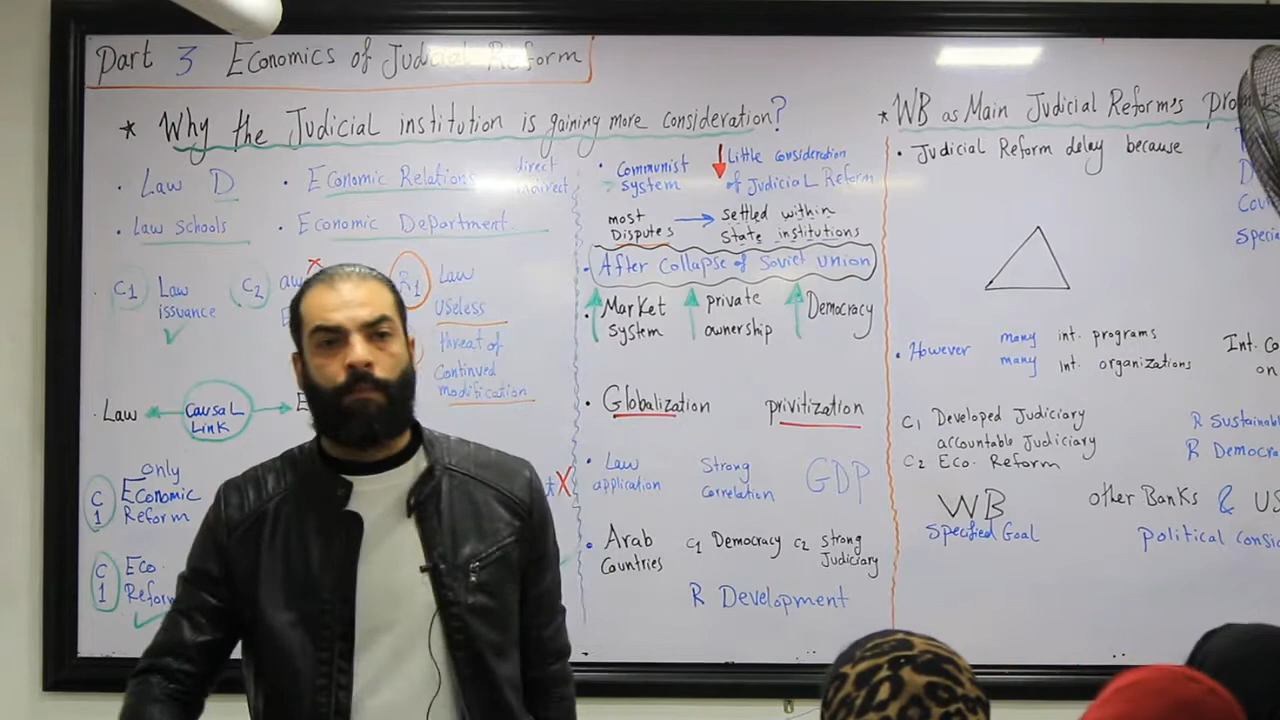 Part 3 Economics of Judicial Reform
* Why the Judicial institution is gaining more consideration?
• Law D • Economic Relations direct
indirect
• Law schools • Economic Department
C1 Law
issuance
C2
R1 Law
useless
threat of
Continued
modification
• Law Causal
Link
only
C1 Economic
Reform
C1 Eco.
Reform
• Communist
system
Little consideration
of Judicial Reform
most
Disputes → settled within
State institutions
• After Collapse of Soviet union
• Market
system
private
ownership
Democracy
• Globalization privitization
• Law
application
Strong
Correlation
GDP
• Arab
Countries
C1 Democracy C2 strong
Judiciary
R Development
* WB as Main Judicial Reform's
• Judicial Reform delay because
• However many int. programs
many int. organizations
Int.
on
C1 Developed Judiciary
accountable Judiciary
C2 Eco. Reform
R
R
WB
Specified Goal
other Banks &
Political